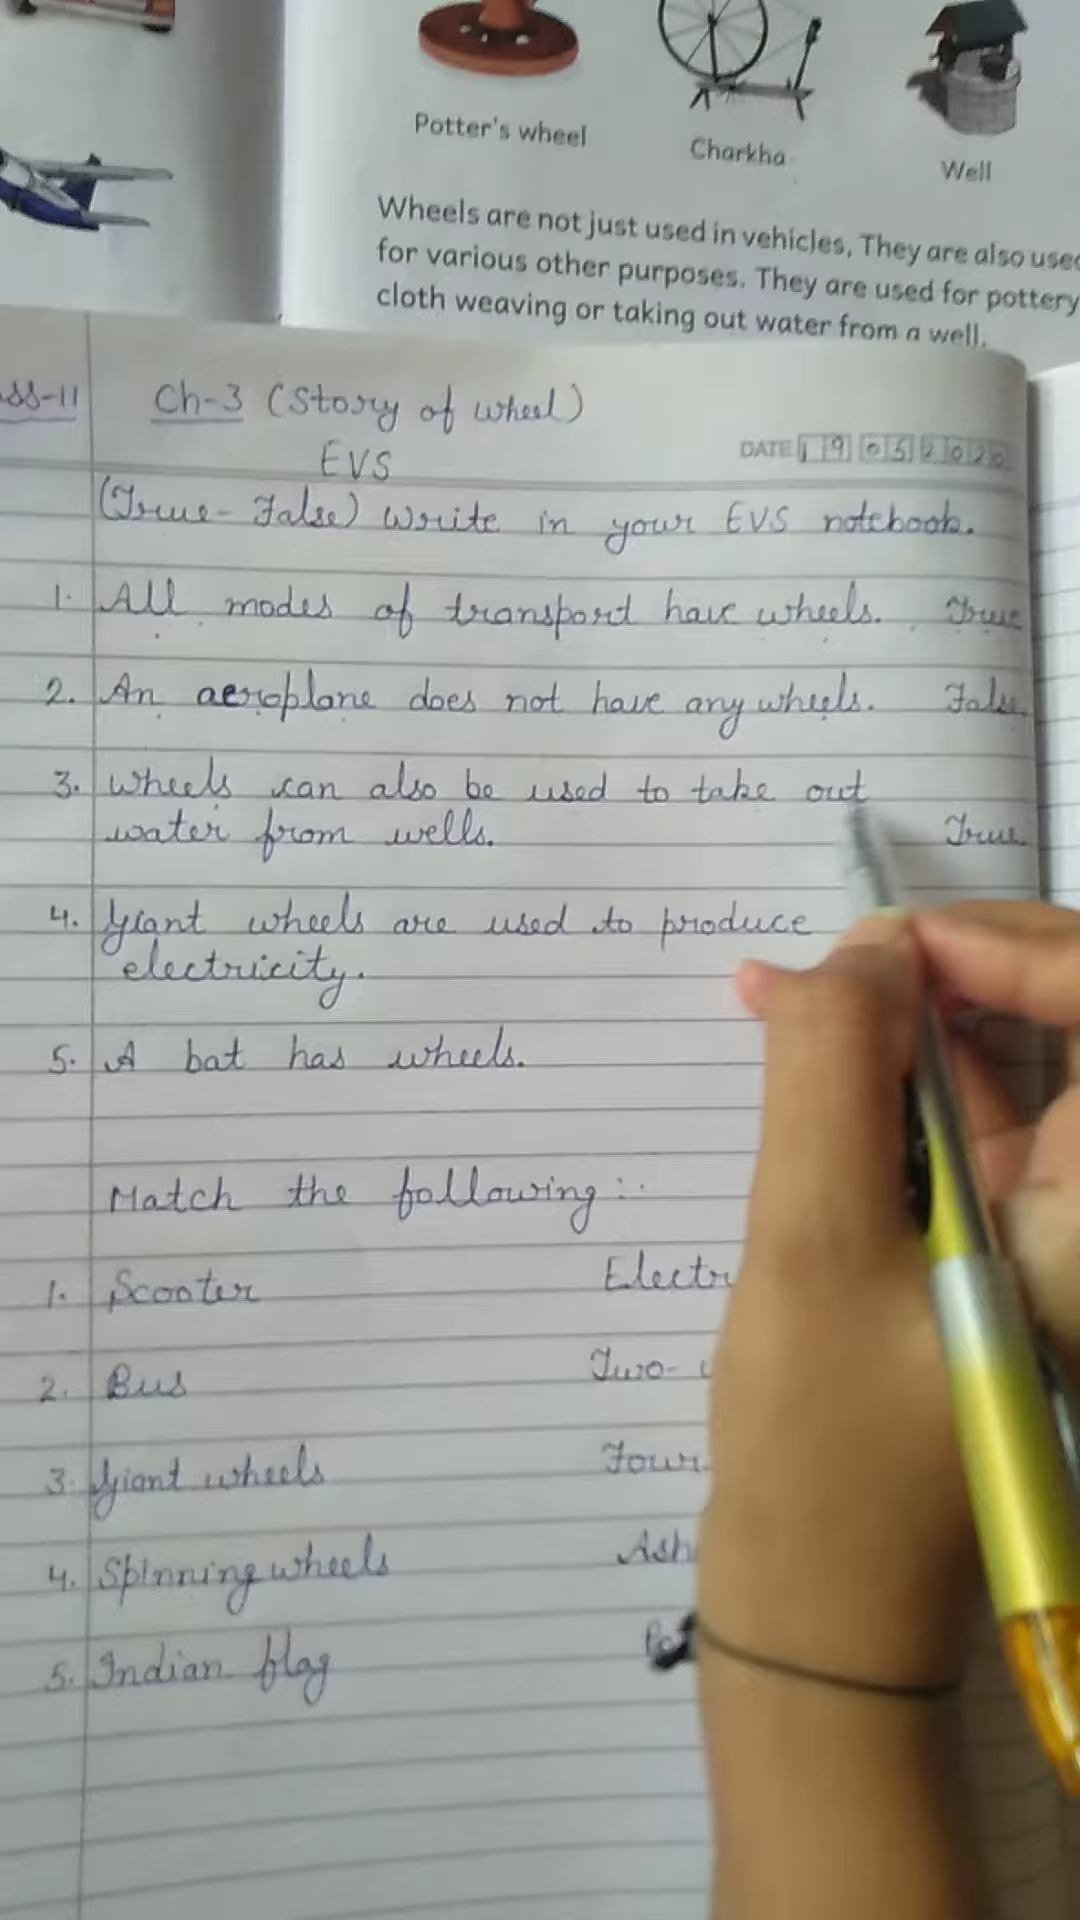 Potter's wheel
Charkha
Well
Wheels are not just used in vehicles, They are also used
for various other purposes. They are used for pottery
cloth weaving or taking out water from a well.
ss-11 Ch-3 (Story of wheel)
EVS
DATE 19 05 2020
(True-False) Write in your EVS notebook.
1. All modes of transport have wheels. True
2. An aeroplane does not have any wheels. False
3. Wheels can also be used to take out
water from wells. True
4. Giant wheels are used to produce
electricity.
5. A bat has wheels.
Match the following :-
1. Scooter Electr
2. Bus Two-
3. Giant wheels Four
4. Spinning wheels Ash
5. Indian flag